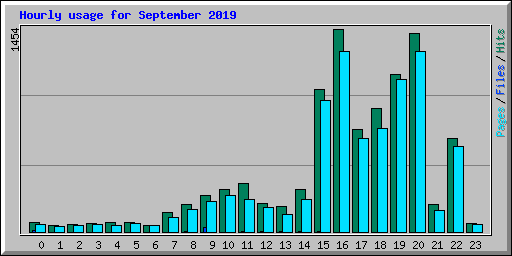 Hourly usage for September 2019
1454
Pages/Files/Hits
0 1 2 3 4 5 6 7 8 9 10 11 12 13 14 15 16 17 18 19 20 21 22 23